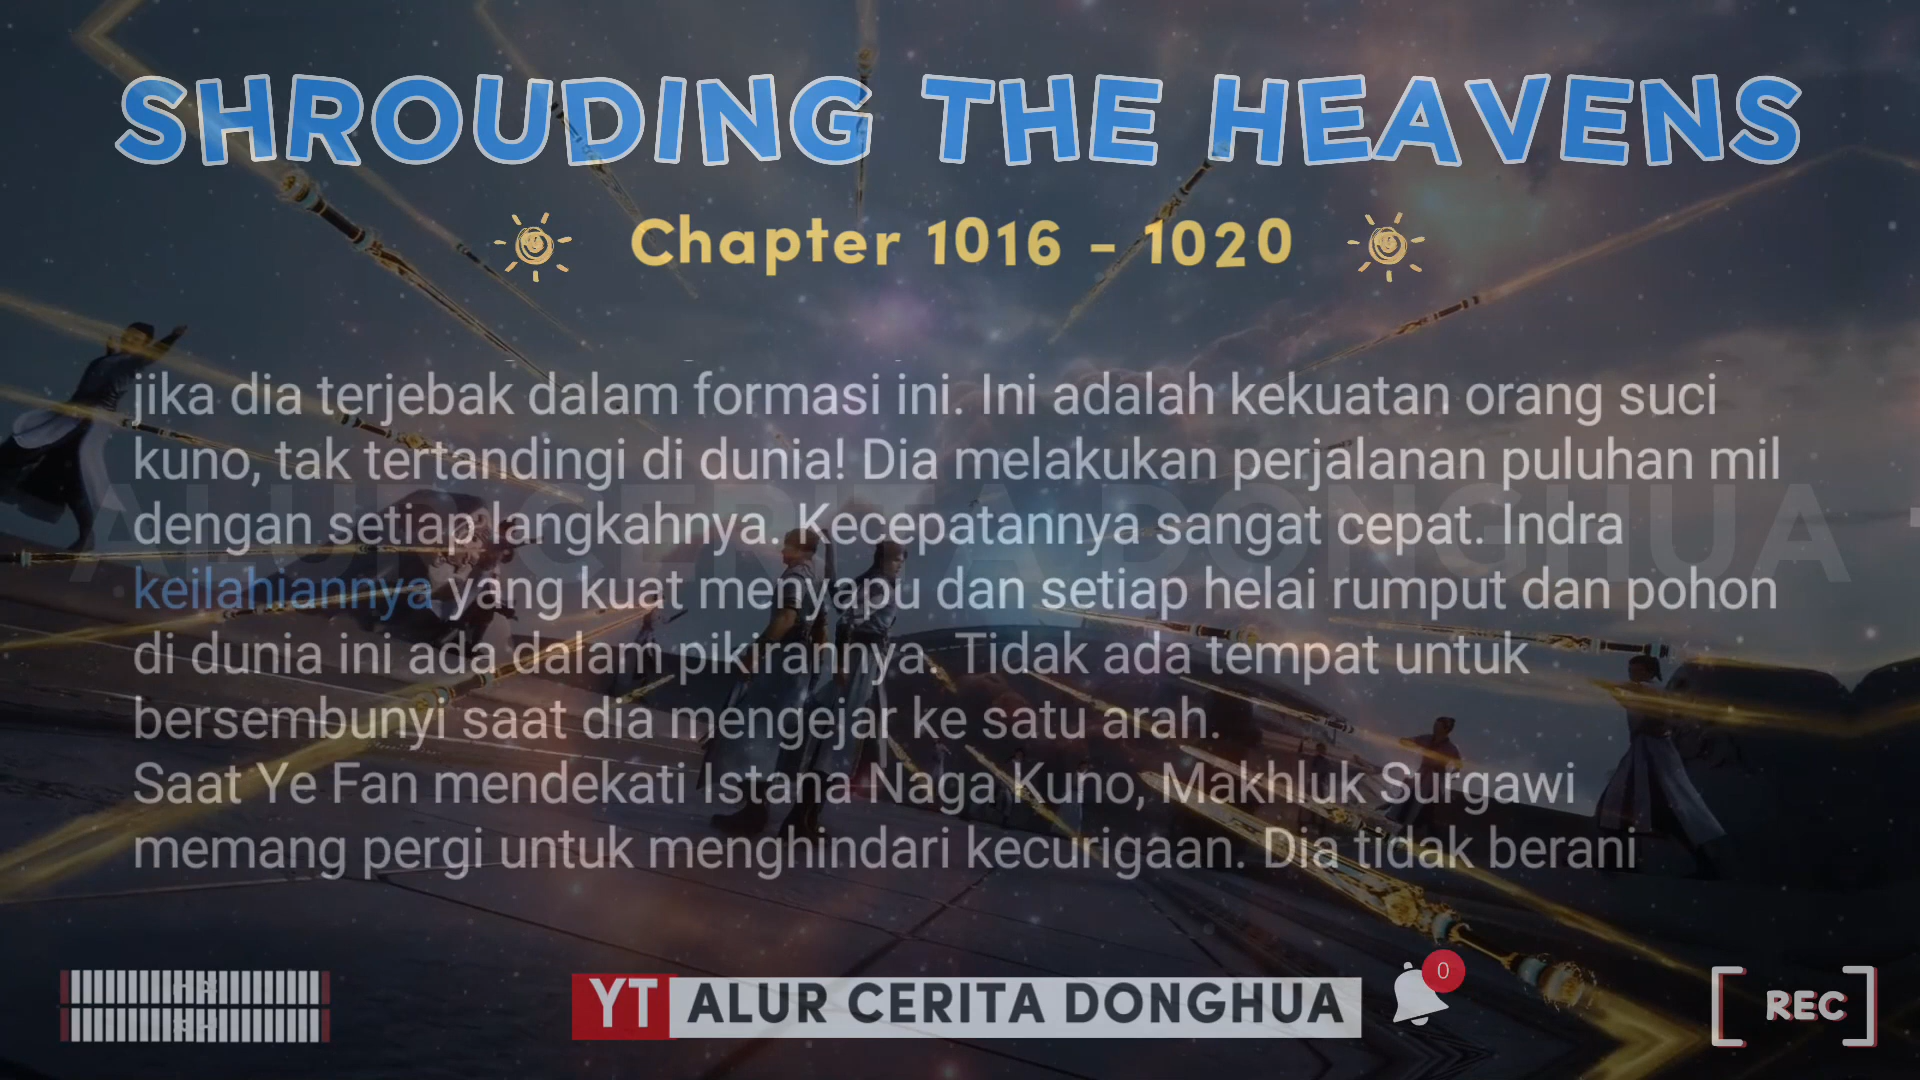 SHROUDING THE HEAVENS
Chapter 1016 - 1020
jika dia terjebak dalam formasi ini. Ini adalah kekuatan orang suci
kuno, tak tertandingi di dunia! Dia melakukan perjalanan puluhan mil
dengan setiap langkahnya. Kecepatannya sangat cepat. Indra
keilahiannya yang kuat menyapu dan setiap helai rumput dan pohon
di dunia ini ada dalam pikirannya. Tidak ada tempat untuk
bersembunyi saat dia mengejar ke satu arah.
Saat Ye Fan mendekati Istana Naga Kuno, Makhluk Surgawi
memang pergi untuk menghindari kecurigaan. Dia tidak berani
ALUR CERITA DONGHUA
YT ALUR CERITA DONGHUA
0
REC